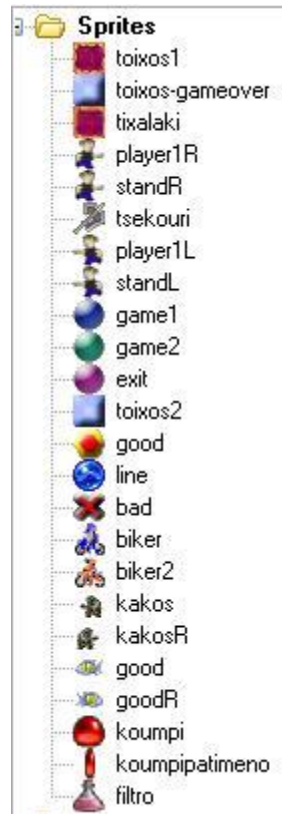 Sprites
toixos1
toixos-gameover
tixalaki
player1R
standR
tsekouri
player1L
standL
game1
game2
exit
toixos2
good
line
bad
biker
biker2
kakos
kakosR
good
goodR
koumpi
koumpipatimeno
filtro